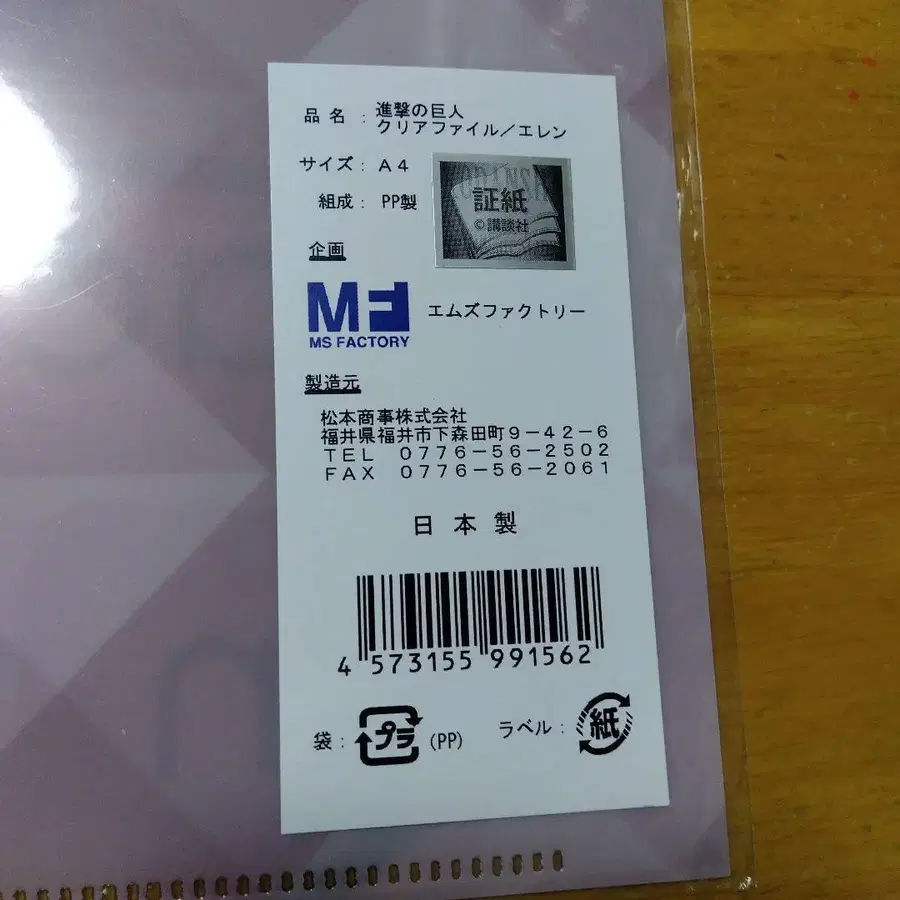 品名：進撃の巨人
クリアファイル／エレン
サイズ：A4
組成：PP製
証紙
©講談社
企画
MF
MS FACTORY
エムズファクトリー
製造元
松本商事株式会社
福井県福井市下森田町９－４２－６
ＴＥＬ　０７７６－５６－２５０２
ＦＡＸ　０７７６－５６－２０６１
日本製
4 573155 991562
袋：プラ(PP)
ラベル：紙